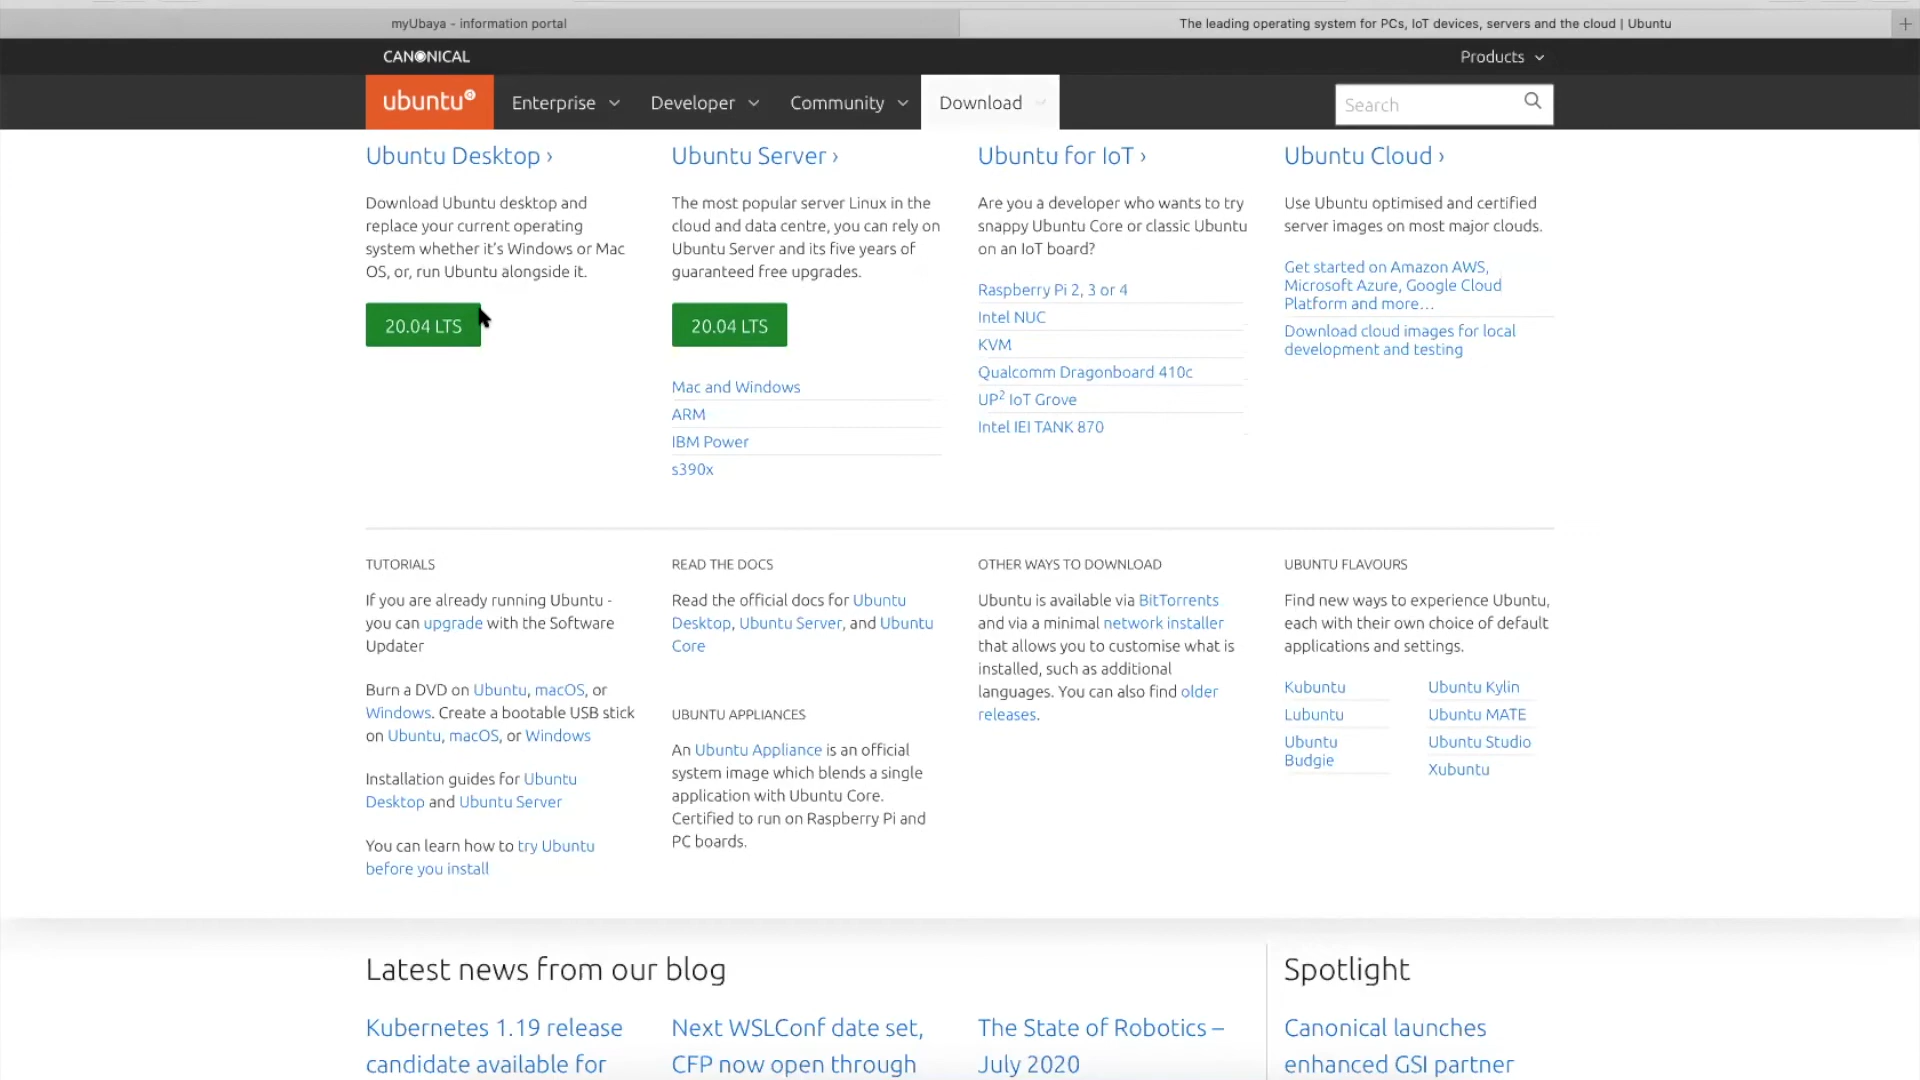 myUbaya - information portal
The leading operating system for PCs, IoT devices, servers and the cloud | Ubuntu
CANONICAL
Products
ubuntu
Enterprise
Developer
Community
Download
Search
Ubuntu Desktop ›
Download Ubuntu desktop and
replace your current operating
system whether it's Windows or Mac
OS, or, run Ubuntu alongside it.
20.04 LTS
Ubuntu Server ›
The most popular server Linux in the
cloud and data centre, you can rely on
Ubuntu Server and its five years of
guaranteed free upgrades.
20.04 LTS
Mac and Windows
ARM
IBM Power
s390x
Ubuntu for IoT ›
Are you a developer who wants to try
snappy Ubuntu Core or classic Ubuntu
on an IoT board?
Raspberry Pi 2, 3 or 4
Intel NUC
KVM
Qualcomm Dragonboard 410c
UP² IoT Grove
Intel IEI TANK 870
Ubuntu Cloud ›
Use Ubuntu optimised and certified
server images on most major clouds.
Get started on Amazon AWS,
Microsoft Azure, Google Cloud
Platform and more…
Download cloud images for local
development and testing
TUTORIALS
If you are already running Ubuntu -
you can upgrade with the Software
Updater
Burn a DVD on Ubuntu, macOS, or
Windows. Create a bootable USB stick
on Ubuntu, macOS, or Windows
Installation guides for Ubuntu
Desktop and Ubuntu Server
You can learn how to try Ubuntu
before you install
READ THE DOCS
Read the official docs for Ubuntu
Desktop, Ubuntu Server, and Ubuntu
Core
UBUNTU APPLIANCES
An Ubuntu Appliance is an official
system image which blends a single
application with Ubuntu Core.
Certified to run on Raspberry Pi and
PC boards.
OTHER WAYS TO DOWNLOAD
Ubuntu is available via BitTorrents
and via a minimal network installer
that allows you to customise what is
installed, such as additional
languages. You can also find older
releases.
UBUNTU FLAVOURS
Find new ways to experience Ubuntu,
each with their own choice of default
applications and settings.
Kubuntu
Lubuntu
Ubuntu
Budgie
Ubuntu Kylin
Ubuntu MATE
Ubuntu Studio
Xubuntu
Latest news from our blog
Kubernetes 1.19 release
candidate available for
Next WSLConf date set,
CFP now open through
The State of Robotics –
July 2020
Spotlight
Canonical launches
enhanced GSI partner